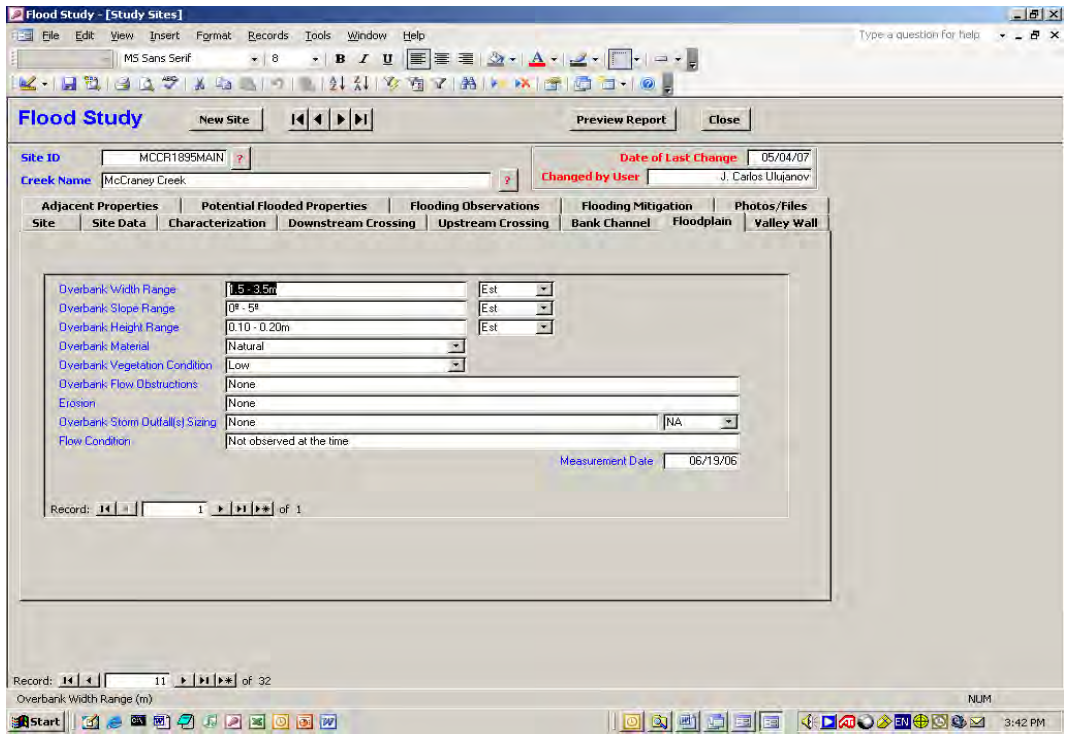 Flood Study - [Study Sites]
File Edit View Insert Format Records Tools Window Help Type a question for help
MS Sans Serif 8 B I U
Flood Study New Site Preview Report Close
Site ID MCCR1895MAIN ? Date of Last Change 05/04/07
Creek Name McCraney Creek ? Changed by User J. Carlos Ulujanov
Adjacent Properties Potential Flooded Properties Flooding Observations Flooding Mitigation Photos/Files
Site Site Data Characterization Downstream Crossing Upstream Crossing Bank Channel Floodplain Valley Wall
Overbank Width Range 1.5 - 3.5m Est
Overbank Slope Range 0º - 5º Est
Overbank Height Range 0.10 - 0.20m Est
Overbank Material Natural
Overbank Vegetation Condition Low
Overbank Flow Obstructions None
Erosion None
Overbank Storm Outfall(s) Sizing None NA
Flow Condition Not observed at the time
Measurement Date 06/19/06
Record: 1 of 1
Record: 11 of 32
Overbank Width Range (m) NUM
Start EN 3:42 PM